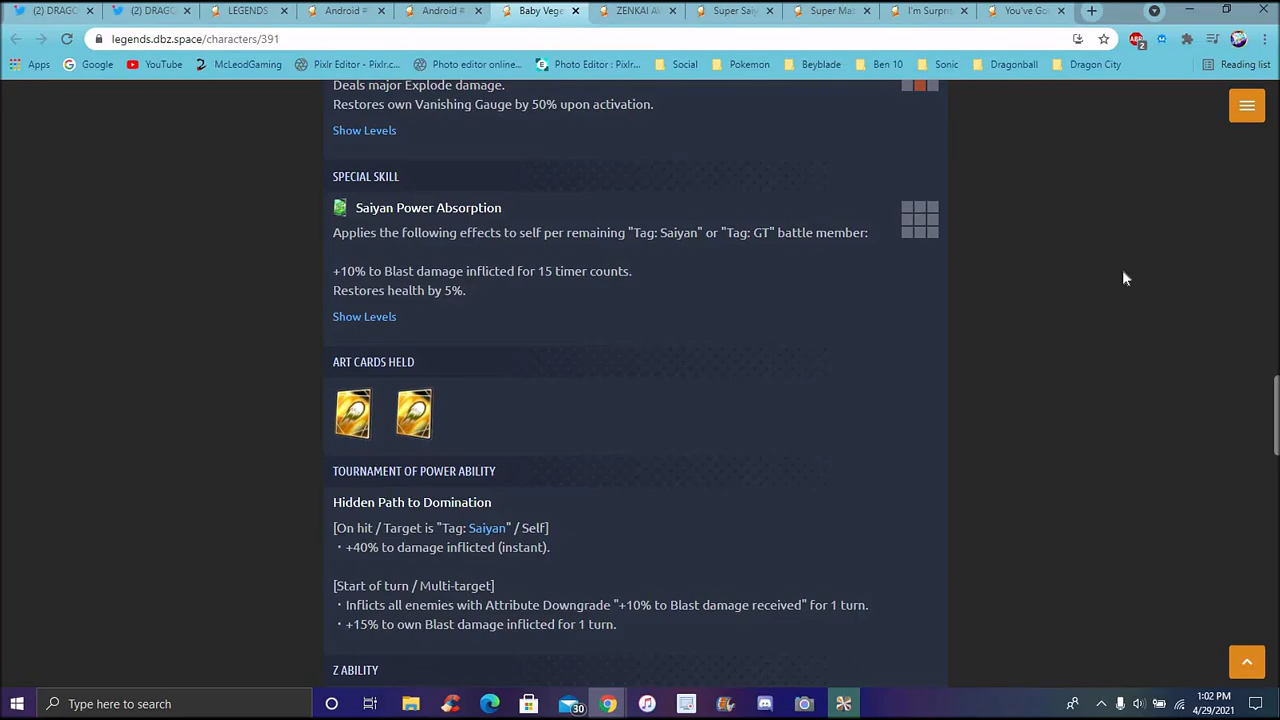 (2) DRAGO
(2) DRAGO
LEGENDS
Android #
Android #
Baby Vege
ZENKAI AW
Super Saiy
Super Mas
I'm Surpri
You've Go
legends.dbz.space/characters/391
2
Apps
Google
YouTube
McLeodGaming
Pixlr Editor - Pixlr.c...
Photo editor online...
Photo Editor : Pixlr...
Social
Pokemon
Beyblade
Ben 10
Sonic
Dragonball
Dragon City
Reading list
Deals major Explode damage.
Restores own Vanishing Gauge by 50% upon activation.
Show Levels
SPECIAL SKILL
Saiyan Power Absorption
Applies the following effects to self per remaining "Tag: Saiyan" or "Tag: GT" battle member:
+10% to Blast damage inflicted for 15 timer counts.
Restores health by 5%.
Show Levels
ART CARDS HELD
TOURNAMENT OF POWER ABILITY
Hidden Path to Domination
[On hit / Target is "Tag: Saiyan" / Self]
・+40% to damage inflicted (instant).
[Start of turn / Multi-target]
・Inflicts all enemies with Attribute Downgrade "+10% to Blast damage received" for 1 turn.
・+15% to own Blast damage inflicted for 1 turn.
Z ABILITY
Type here to search
30
1:02 PM
4/29/2021